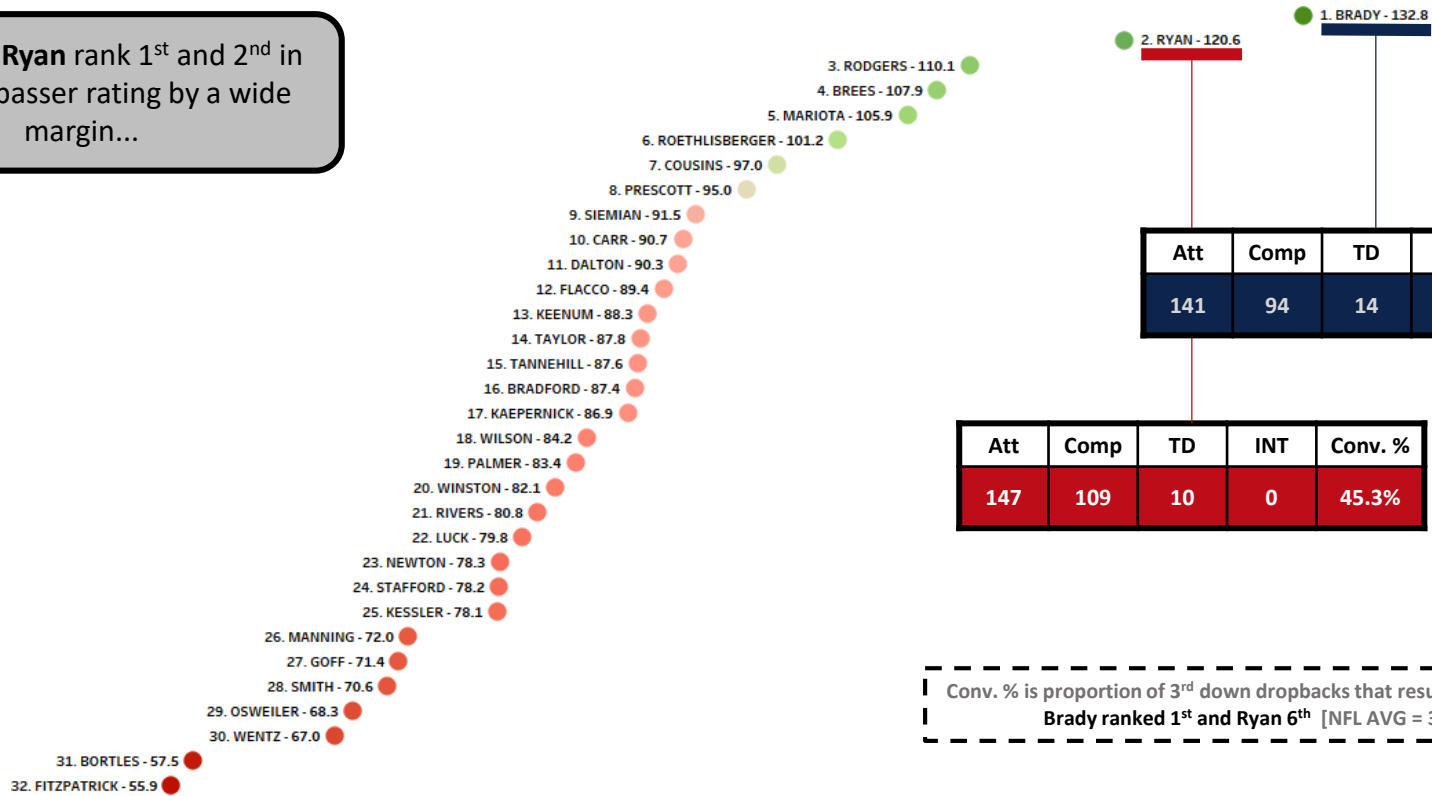 Ryan rank 1st and 2nd in
passer rating by a wide
margin...
1. BRADY - 132.8
2. RYAN - 120.6
3. RODGERS - 110.1
4. BREES - 107.9
5. MARIOTA - 105.9
6. ROETHLISBERGER - 101.2
7. COUSINS - 97.0
8. PRESCOTT - 95.0
9. SIEMIAN - 91.5
10. CARR - 90.7
11. DALTON - 90.3
12. FLACCO - 89.4
13. KEENUM - 88.3
14. TAYLOR - 87.8
15. TANNEHILL - 87.6
16. BRADFORD - 87.4
17. KAEPERNICK - 86.9
18. WILSON - 84.2
19. PALMER - 83.4
20. WINSTON - 82.1
21. RIVERS - 80.8
22. LUCK - 79.8
23. NEWTON - 78.3
24. STAFFORD - 78.2
25. KESSLER - 78.1
26. MANNING - 72.0
27. GOFF - 71.4
28. SMITH - 70.6
29. OSWEILER - 68.3
30. WENTZ - 67.0
31. BORTLES - 57.5
32. FITZPATRICK - 55.9
Att Comp TD
141 94 14
Att Comp TD INT Conv. %
147 109 10 0 45.3%
Conv. % is proportion of 3rd down dropbacks that
Brady ranked 1st and Ryan 6th [NFL AVG =